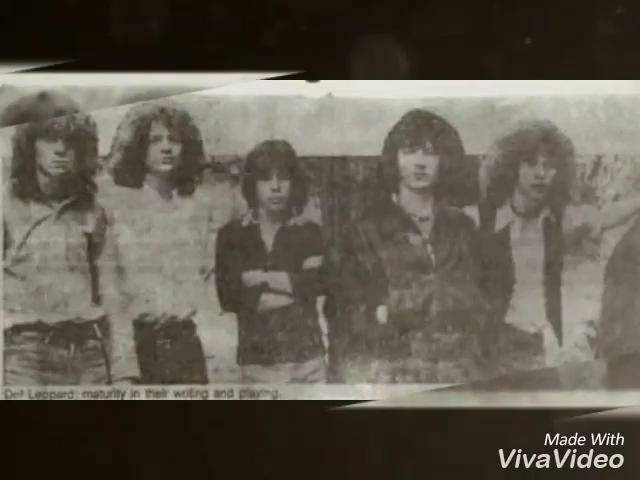 Def Leppard: maturity in their writing and playing.
Made With
VivaVideo